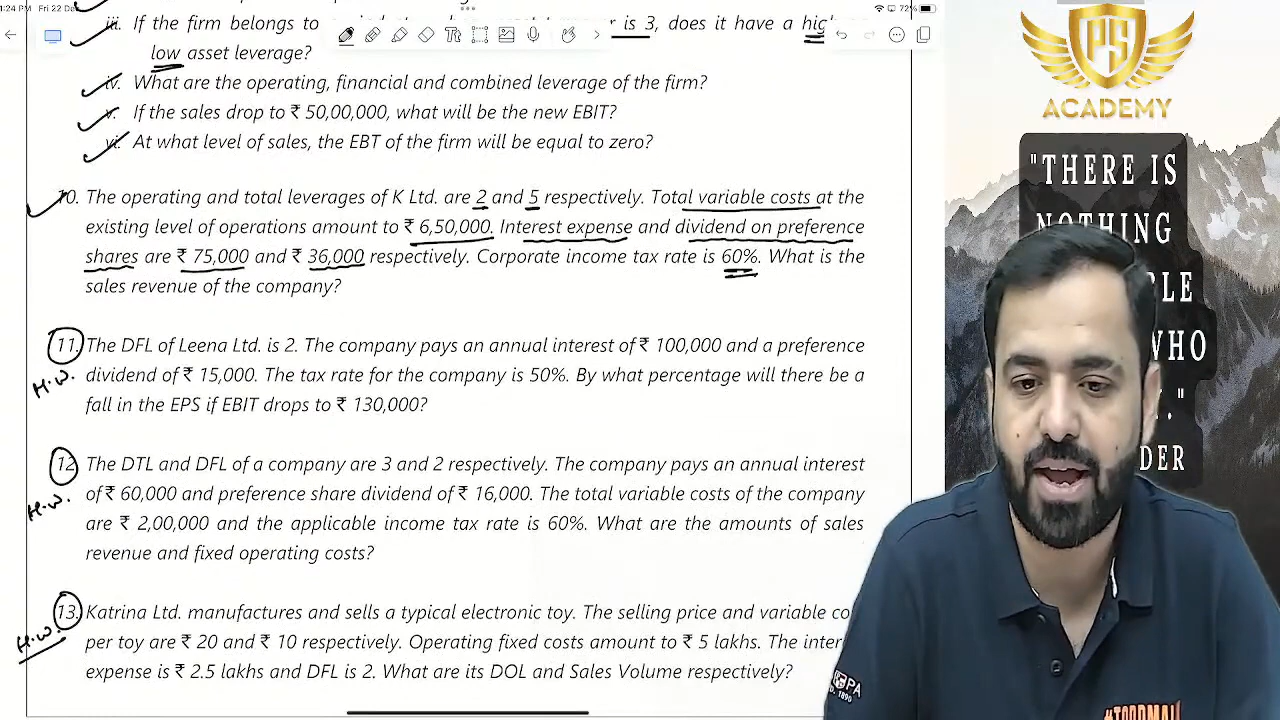 1:24 PM Fri 22 De
72%
iii. If the firm belongs to is 3, does it have a hig
low asset leverage?
iv. What are the operating, financial and combined leverage of the firm?
v. If the sales drop to ₹ 50,00,000, what will be the new EBIT?
vi. At what level of sales, the EBT of the firm will be equal to zero?
10. The operating and total leverages of K Ltd. are 2 and 5 respectively. Total variable costs at the
existing level of operations amount to ₹ 6,50,000. Interest expense and dividend on preference
shares are ₹ 75,000 and ₹ 36,000 respectively. Corporate income tax rate is 60%. What is the
sales revenue of the company?
11. The DFL of Leena Ltd. is 2. The company pays an annual interest of ₹ 100,000 and a preference
H.W. dividend of ₹ 15,000. The tax rate for the company is 50%. By what percentage will there be a
fall in the EPS if EBIT drops to ₹ 130,000?
12 The DTL and DFL of a company are 3 and 2 respectively. The company pays an annual interest
H.W. of ₹ 60,000 and preference share dividend of ₹ 16,000. The total variable costs of the company
are ₹ 2,00,000 and the applicable income tax rate is 60%. What are the amounts of sales
revenue and fixed operating costs?
13. Katrina Ltd. manufactures and sells a typical electronic toy. The selling price and variable co
H.W. per toy are ₹ 20 and ₹ 10 respectively. Operating fixed costs amount to ₹ 5 lakhs. The inter
expense is ₹ 2.5 lakhs and DFL is 2. What are its DOL and Sales Volume respectively?
PS
ACADEMY
"THERE IS
NOTHING
BLE
WHO
."
DER